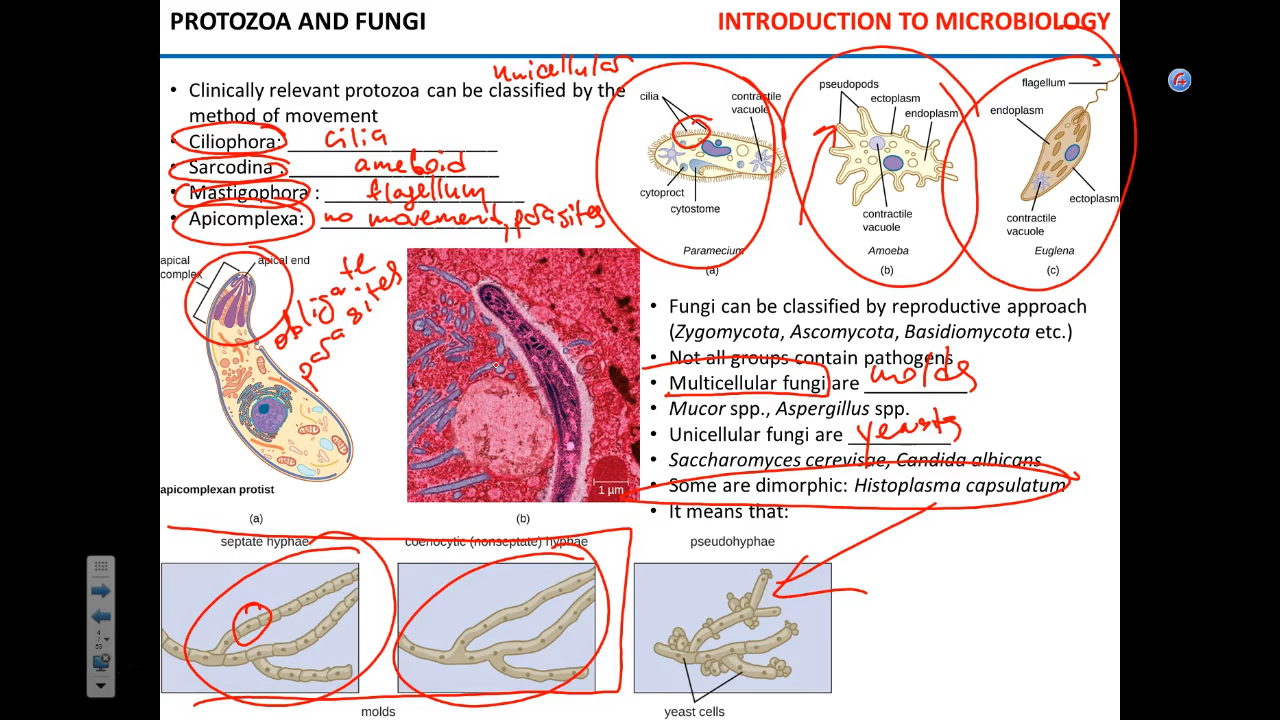 PROTOZOA AND FUNGI
INTRODUCTION TO MICROBIOLOGY
unicellular
• Clinically relevant protozoa can be classified by the
method of movement
• Ciliophora: cilia
• Sarcodina : ameboid
• Mastigophora : flagellum
• Apicomplexa: no movement, parasites
obligate
parasites
cilia
contractile
vacuole
cytoproct
cytostome
Paramecium
(a)
pseudopods
ectoplasm
endoplasm
contractile
vacuole
Amoeba
(b)
flagellum
endoplasm
ectoplasm
contractile
vacuole
Euglena
(c)
apical
complex
apical end
apicomplexan protist
(a)
1 µm
(b)
• Fungi can be classified by reproductive approach
(Zygomycota, Ascomycota, Basidiomycota etc.)
• Not all groups contain pathogens
• Multicellular fungi are molds
• Mucor spp., Aspergillus spp.
• Unicellular fungi are yeasts
• Saccharomyces cerevisae, Candida albicans
• Some are dimorphic: Histoplasma capsulatum
• It means that:
septate hyphae
coenocytic (nonseptate) hyphae
pseudohyphae
molds
yeast cells
4
/
53